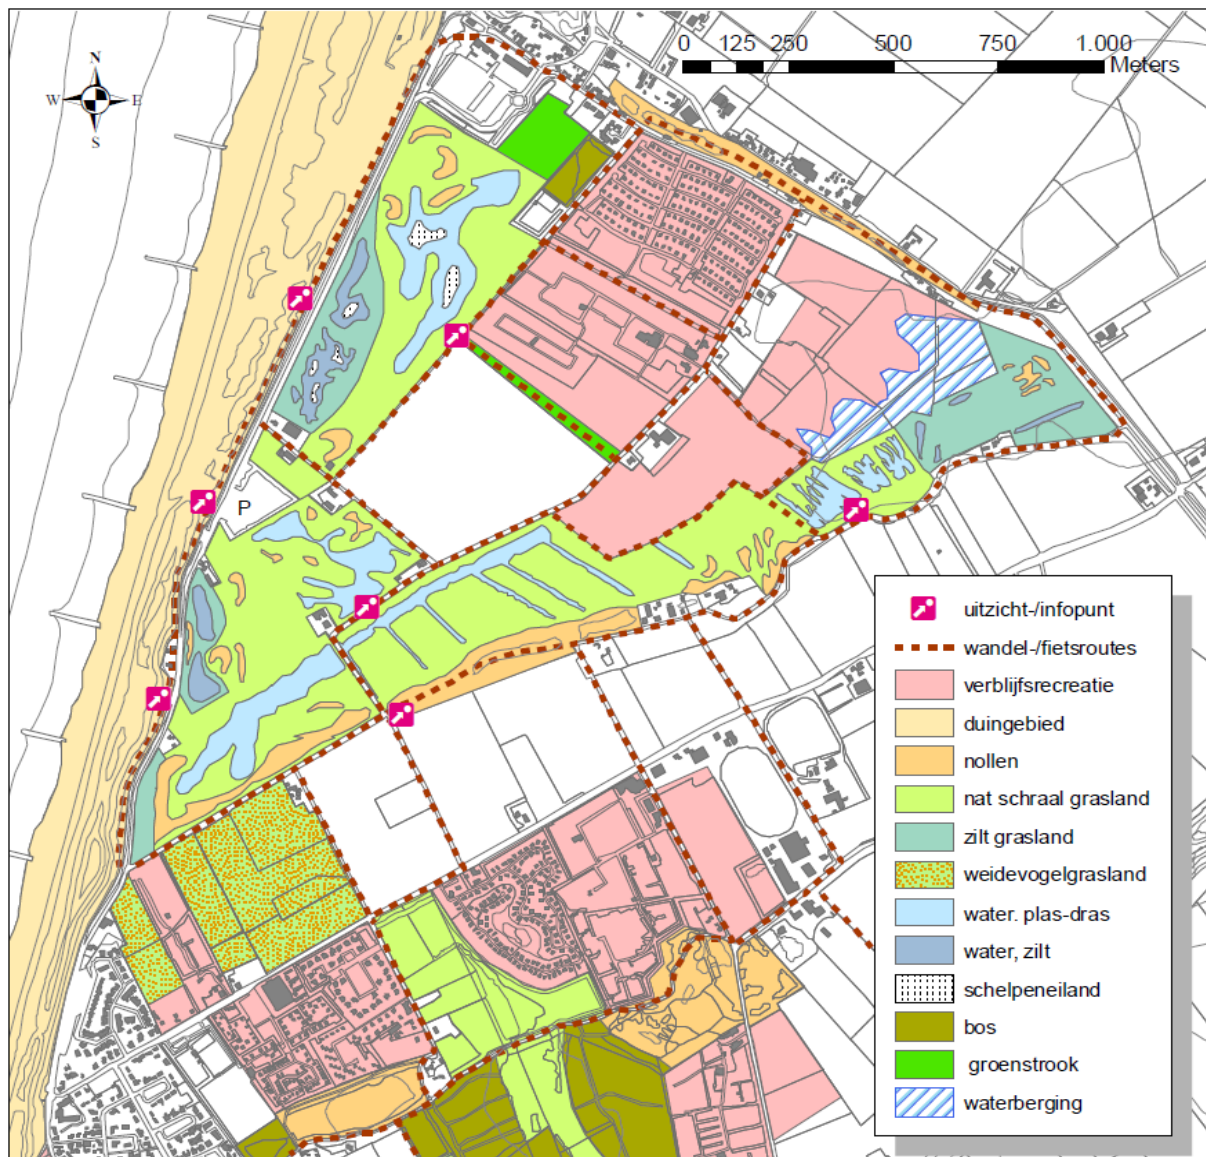 N
W E
S
0 125 250 500 750 1.000
Meters
P
uitzicht-/infopunt
wandel-/fietsroutes
verblijfsrecreatie
duingebied
nollen
nat schraal grasland
zilt grasland
weidevogelgrasland
water. plas-dras
water, zilt
schelpeneiland
bos
groenstrook
waterberging